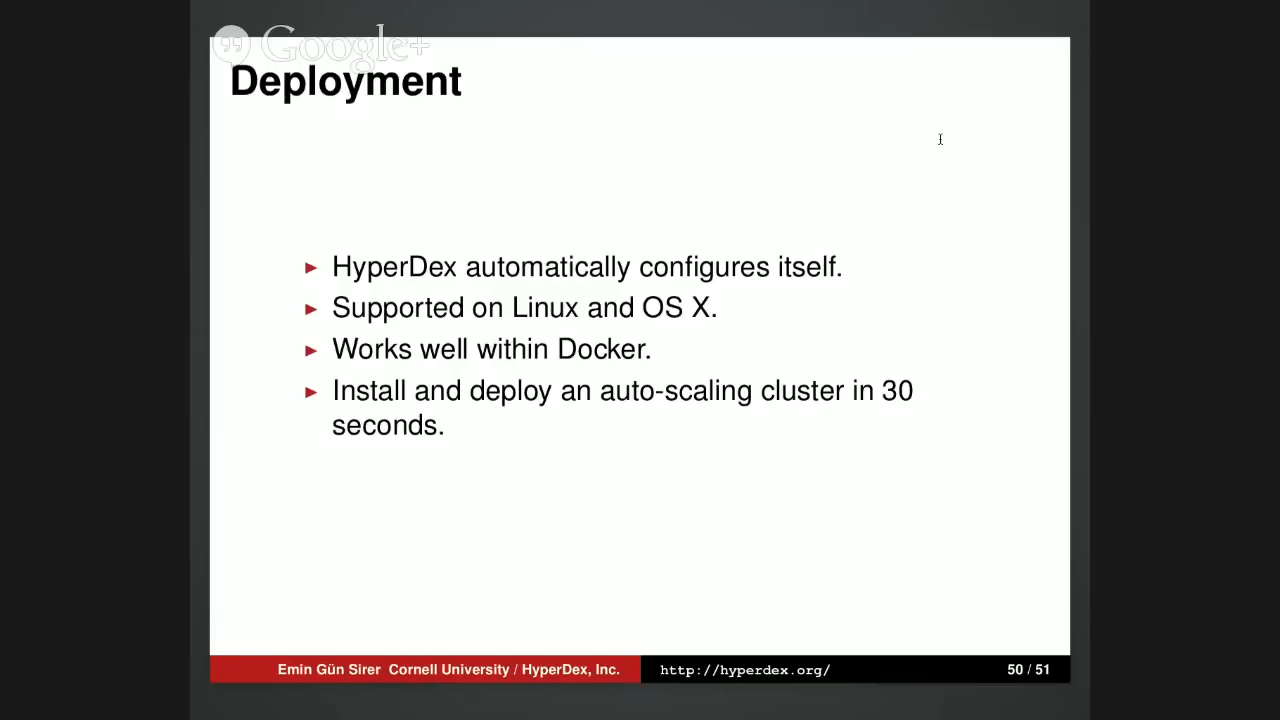 Google+
Deployment
HyperDex automatically configures itself.
Supported on Linux and OS X.
Works well within Docker.
Install and deploy an auto-scaling cluster in 30
seconds.
Emin Gün Sirer Cornell University / HyperDex, Inc. http://hyperdex.org/ 50 / 51